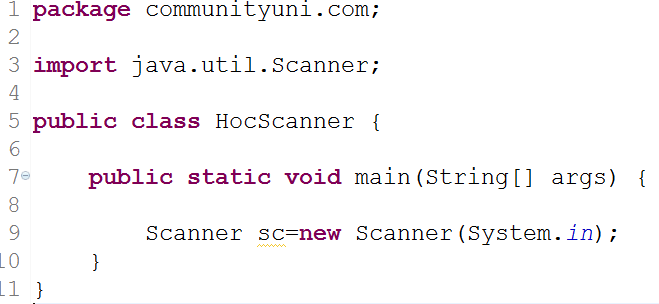 1 package communityuni.com;
2
3 import java.util.Scanner;
4
5 public class HocScanner {
6
7 public static void main(String[] args) {
8
9 Scanner sc=new Scanner(System.in);
10 }
11 }